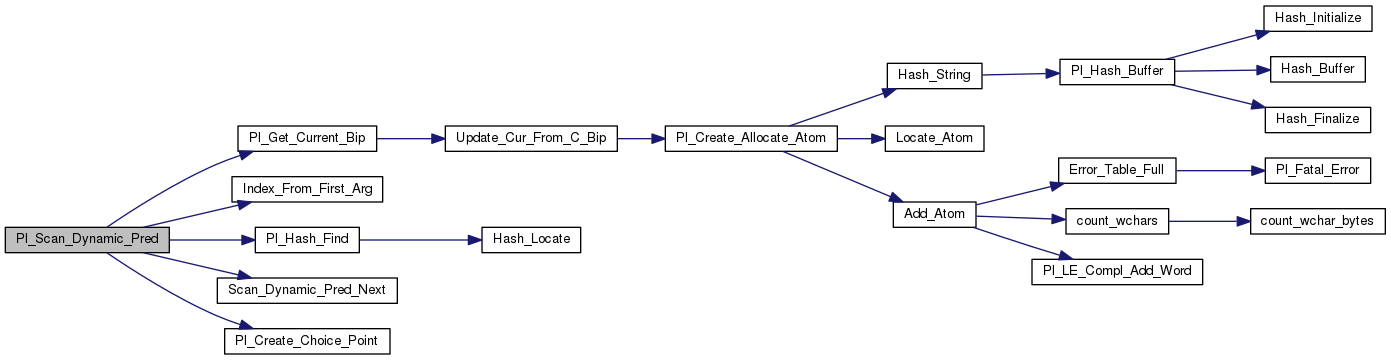 Hash_Initialize
Hash_String
Pl_Hash_Buffer
Hash_Buffer
Hash_Finalize
Pl_Get_Current_Bip
Update_Cur_From_C_Bip
Pl_Create_Allocate_Atom
Locate_Atom
Error_Table_Full
Pl_Fatal_Error
Index_From_First_Arg
Add_Atom
count_wchars
count_wchar_bytes
Pl_Scan_Dynamic_Pred
Pl_Hash_Find
Hash_Locate
Pl_LE_Compl_Add_Word
Scan_Dynamic_Pred_Next
Pl_Create_Choice_Point